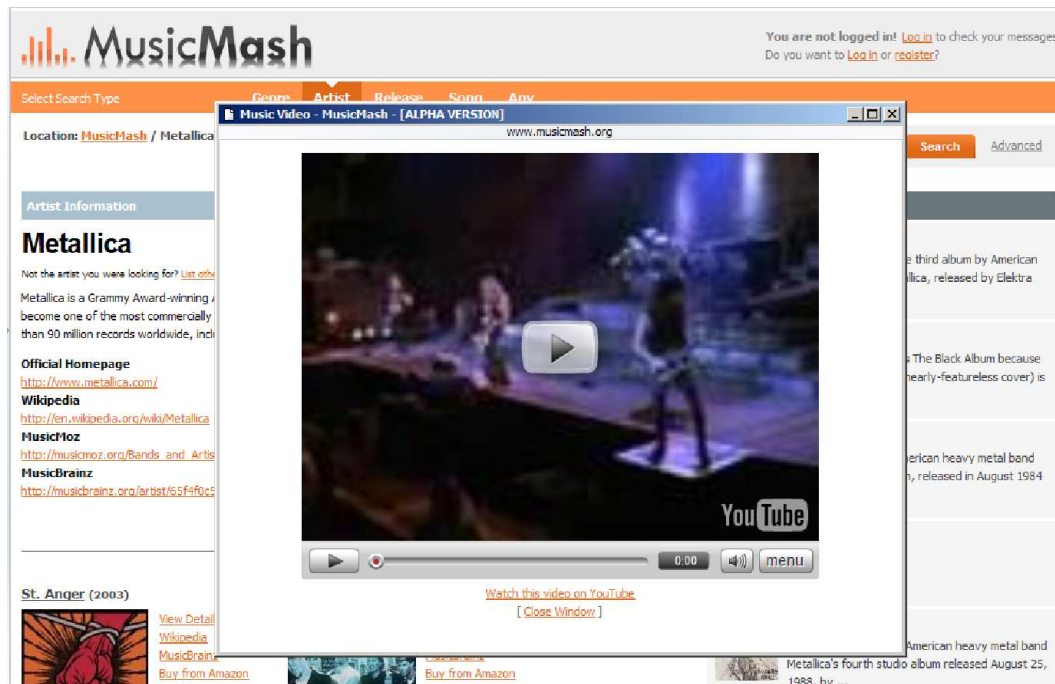 MusicMash
You are not logged in! Log in to check your messages
Do you want to Log in or register?
Select Search Type Genre Artist Release Song Any
Music Video - MusicMash - [ALPHA VERSION]
www.musicmash.org
Location: MusicMash / Metallica
Search Advanced
Artist Information
Metallica
Not the artist you were looking for? List othe
Metallica is a Grammy Award-winning
become one of the most commercially
than 90 million records worldwide, incl
Official Homepage
http://www.metallica.com/
Wikipedia
http://en.wikipedia.org/wiki/Metallica
MusicMoz
http://musicmoz.org/Bands_and_Artis
MusicBrainz
http://musicbrainz.org/artist/65f4f0c5
St. Anger (2003)
View Detail
Wikipedia
MusicBrainz
Buy from Amazon
YouTube
0:00 menu
Watch this video on YouTube
[ Close Window ]
Buy from Amazon
e third album by American
llica, released by Elektra
s The Black Album because
nearly-featureless cover) is
merican heavy metal band
n, released in August 1984
American heavy metal band
Metallica's fourth studio album released August 25,
1988, by ...